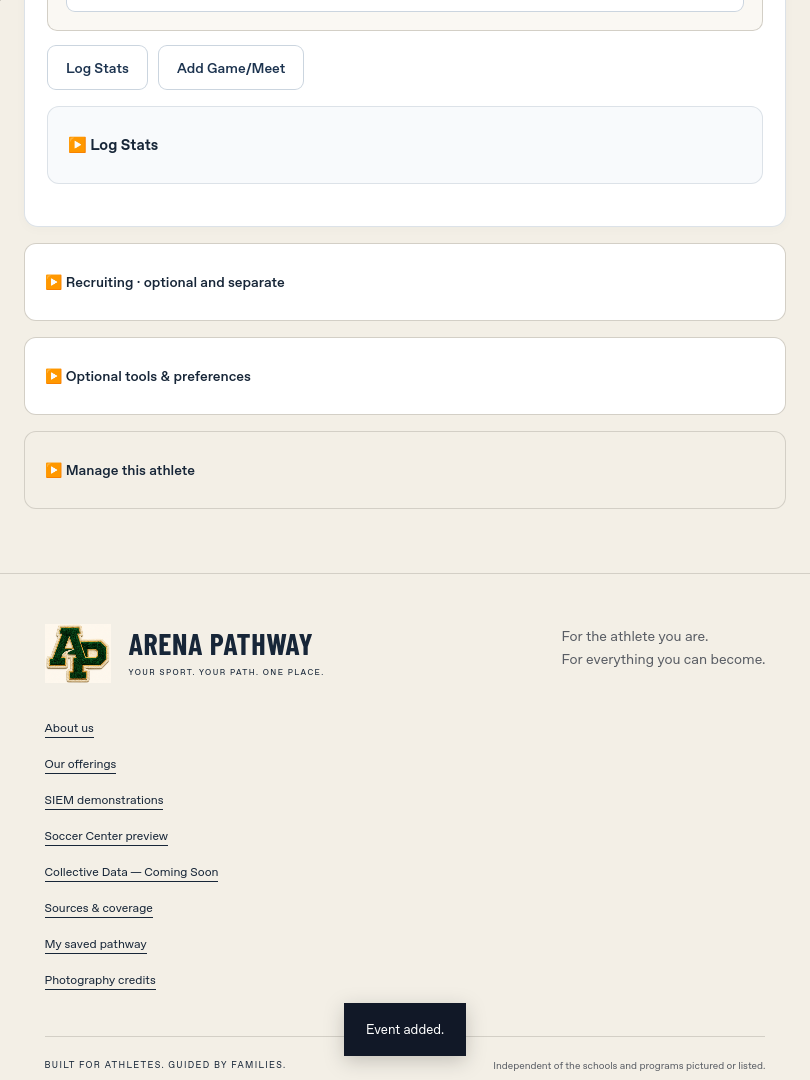 Log Stats
Add Game/Meet
▶️ Log Stats
▶️ Recruiting · optional and separate
▶️ Optional tools & preferences
▶️ Manage this athlete
AP
ARENA PATHWAY
YOUR SPORT. YOUR PATH. ONE PLACE.
For the athlete you are.
For everything you can become.
About us
Our offerings
SIEM demonstrations
Soccer Center preview
Collective Data — Coming Soon
Sources & coverage
My saved pathway
Photography credits
Event added.
BUILT FOR ATHLETES. GUIDED BY FAMILIES.
Independent of the schools and programs pictured or listed.